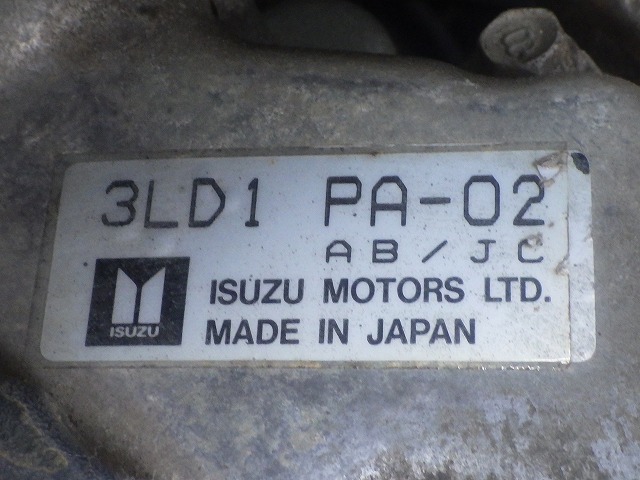 3LD1 PA-02
AB/JC
ISUZU
ISUZU MOTORS LTD.
MADE IN JAPAN